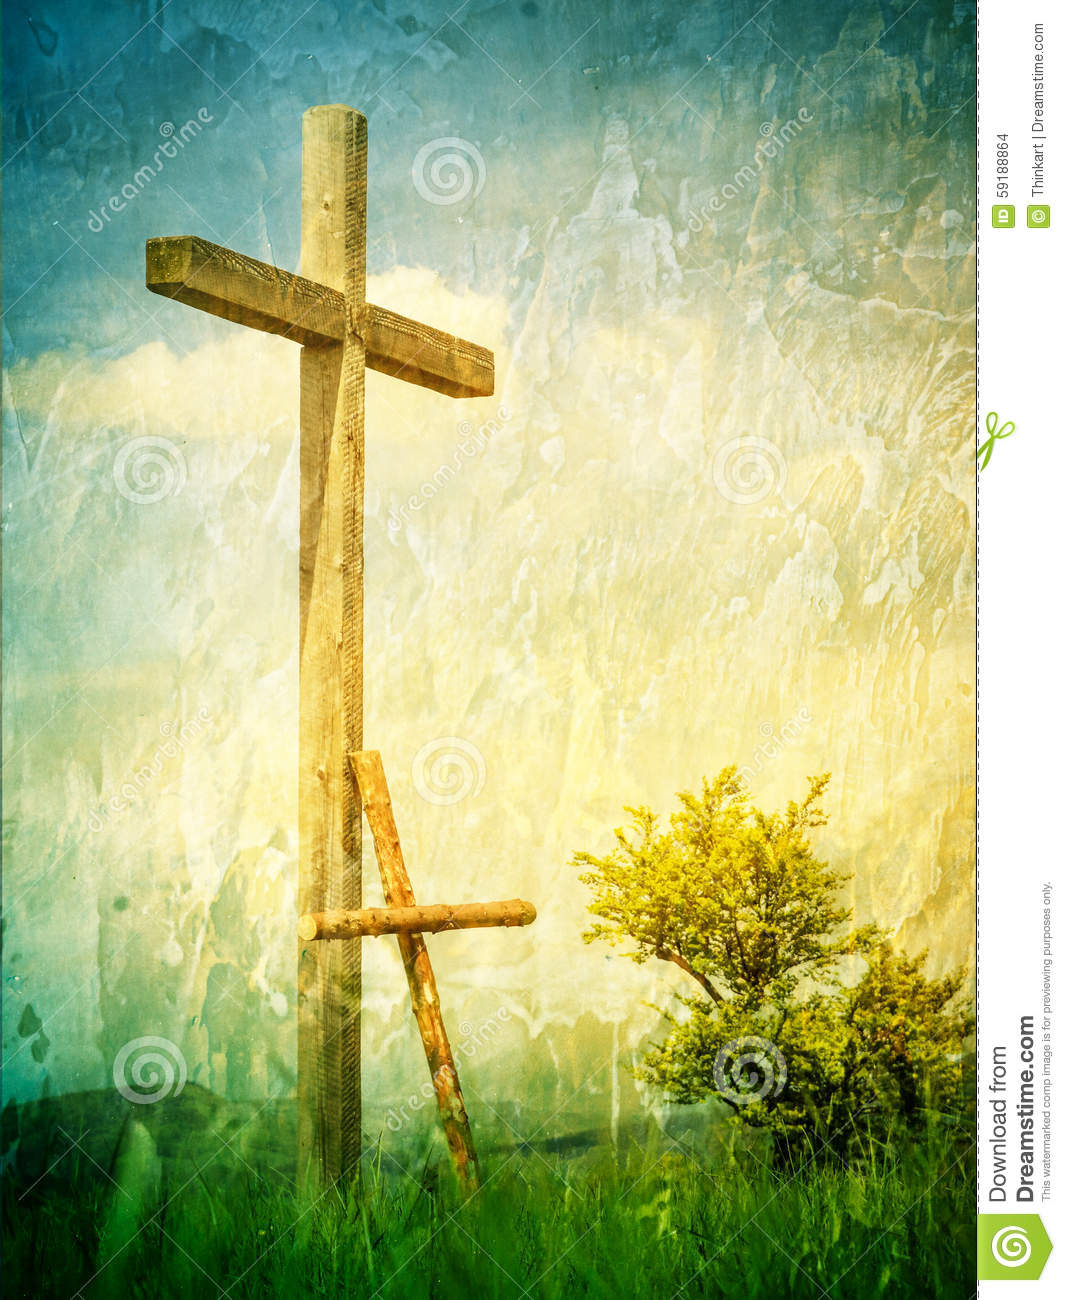 dreamstime
dreamstime
dreamstime
dreamstime
dreamstime
dreamstime
ID 59188864
© Thinkart | Dreamstime.com
Download from
Dreamstime.com
This watermarked comp image is for previewing purposes only.